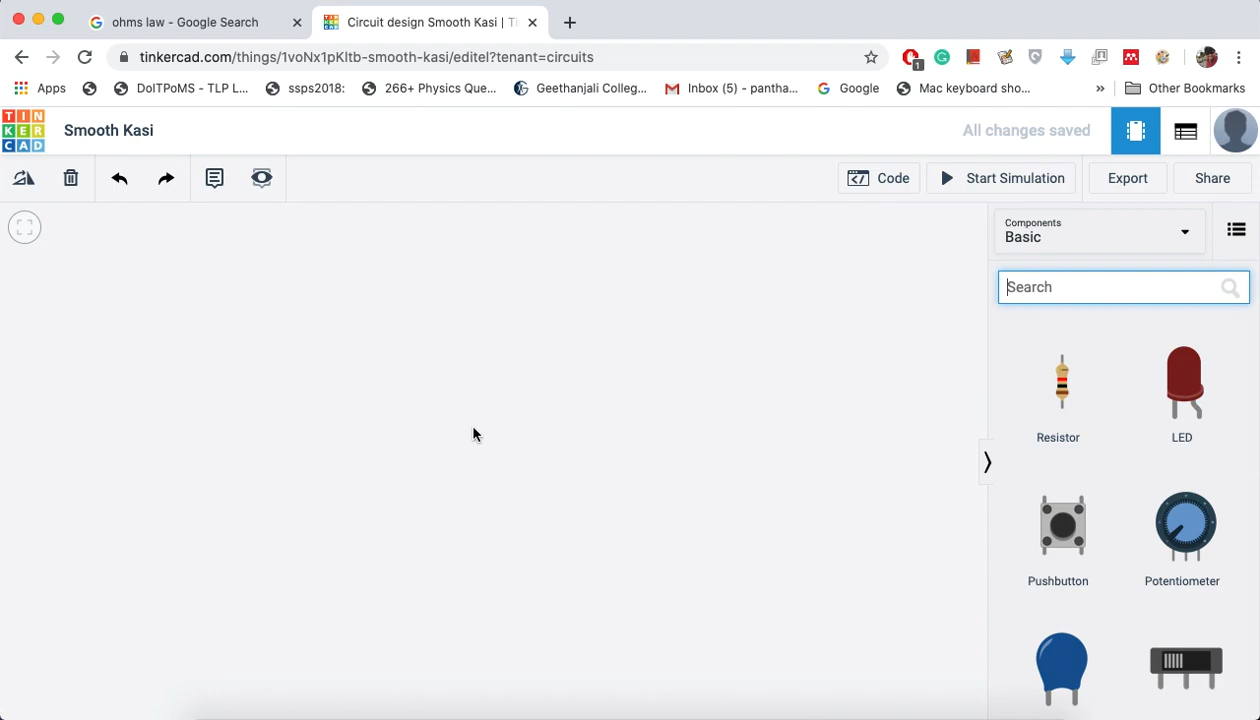 ohms law - Google Search
Circuit design Smooth Kasi | Ti
tinkercad.com/things/1voNx1pKltb-smooth-kasi/editel?tenant=circuits
1
Apps
DoITPoMS - TLP L...
ssps2018:
266+ Physics Que...
Geethanjali Colleg...
Inbox (5) - pantha...
Google
Mac keyboard sho...
»
Other Bookmarks
TIN
KER
CAD
Smooth Kasi
All changes saved
Code
Start Simulation
Export
Share
Components
Basic
Search
Resistor
LED
Pushbutton
Potentiometer